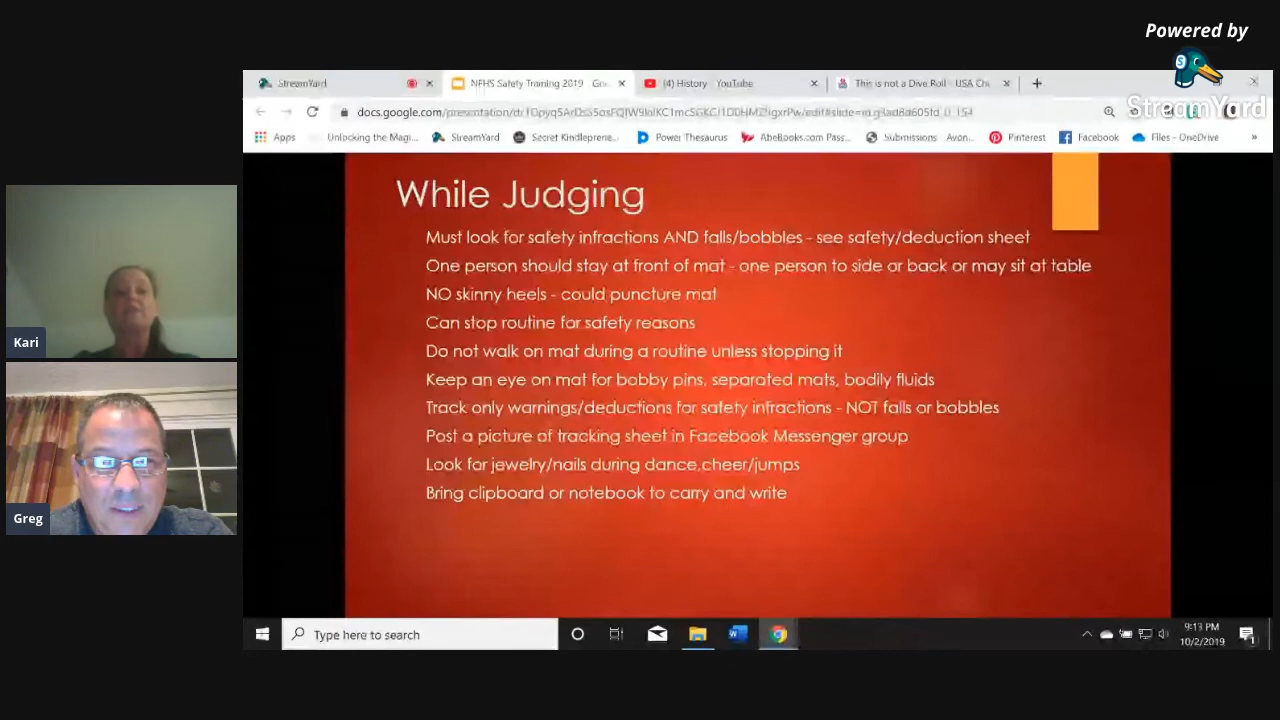 Powered by
StreamYard
StreamYard
NFHS Safety Training 2019
(4) History YouTube
This is not a Dive Roll - USA Ch
docs.google.com/presentation/d/
Apps
Unlocking the Magi...
StreamYard
Secret Kindleprene...
Power Thesaurus
AbeBooks.com Pass...
Submissions Avon...
Pinterest
Facebook
Files - OneDrive
»
While Judging
Must look for safety infractions AND falls/bobbles - see safety/deduction sheet
One person should stay at front of mat - one person to side or back or may sit at table
NO skinny heels - could puncture mat
Can stop routine for safety reasons
Do not walk on mat during a routine unless stopping it
Keep an eye on mat for bobby pins, separated mats, bodily fluids
Track only warnings/deductions for safety infractions - NOT falls or bobbles
Post a picture of tracking sheet in Facebook Messenger group
Look for jewelry/nails during dance,cheer/jumps
Bring clipboard or notebook to carry and write
Kari
Greg
Type here to search
9:13 PM
10/2/2019